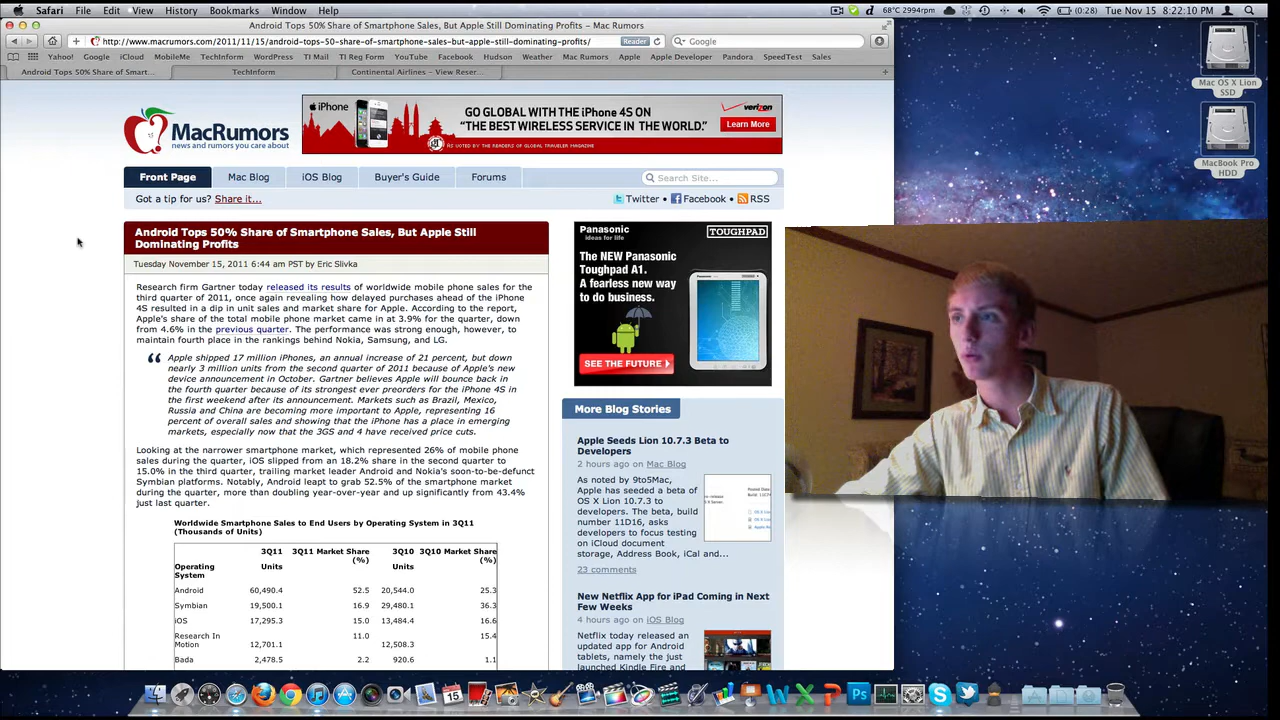 Safari File Edit View History Bookmarks Window Help
68°C 2994rpm
(0:28) Tue Nov 15 8:22:10 PM
Android Tops 50% Share of Smartphone Sales, But Apple Still Dominating Profits – Mac Rumors
http://www.macrumors.com/2011/11/15/android-tops-50-share-of-smartphone-sales-but-apple-still-dominating-profits/
Reader
Google
Yahoo! Google iCloud MobileMe TechInform WordPress TI Mail TI Reg Form YouTube Facebook Hudson Weather Mac Rumors Apple Apple Developer Pandora SpeedTest Sales
Android Tops 50% Share of Smart...
TechInform
Continental Airlines – View Reser...
Mac OS X Lion
SSD
MacBook Pro
HDD
MacRumors
news and rumors you care about
iPhone
GO GLOBAL WITH THE iPhone 4S ON
“THE BEST WIRELESS SERVICE IN THE WORLD.”
AS VOTED BY THE READERS OF GLOBAL TRAVELER MAGAZINE
verizon
Learn More
Front Page Mac Blog iOS Blog Buyer's Guide Forums
Search Site...
Got a tip for us? Share it...
Twitter • Facebook • RSS
Android Tops 50% Share of Smartphone Sales, But Apple Still
Dominating Profits
Tuesday November 15, 2011 6:44 am PST by Eric Slivka
Research firm Gartner today released its results of worldwide mobile phone sales for the
third quarter of 2011, once again revealing how delayed purchases ahead of the iPhone
4S resulted in a dip in unit sales and market share for Apple. According to the report,
Apple's share of the total mobile phone market came in at 3.9% for the quarter, down
from 4.6% in the previous quarter. The performance was strong enough, however, to
maintain fourth place in the rankings behind Nokia, Samsung, and LG.
“ Apple shipped 17 million iPhones, an annual increase of 21 percent, but down
nearly 3 million units from the second quarter of 2011 because of Apple's new
device announcement in October. Gartner believes Apple will bounce back in
the fourth quarter because of its strongest ever preorders for the iPhone 4S in
the first weekend after its announcement. Markets such as Brazil, Mexico,
Russia and China are becoming more important to Apple, representing 16
percent of overall sales and showing that the iPhone has a place in emerging
markets, especially now that the 3GS and 4 have received price cuts.
Looking at the narrower smartphone market, which represented 26% of mobile phone
sales during the quarter, iOS slipped from an 18.2% share in the second quarter to
15.0% in the third quarter, trailing market leader Android and Nokia's soon-to-be-defunct
Symbian platforms. Notably, Android leapt to grab 52.5% of the smartphone market
during the quarter, more than doubling year-over-year and up significantly from 43.4%
just last quarter.
Worldwide Smartphone Sales to End Users by Operating System in 3Q11
(Thousands of Units)
3Q11 3Q11 Market Share 3Q10 3Q10 Market Share
(%) (%)
Operating Units Units
System
Android 60,490.4 52.5 20,544.0 25.3
Symbian 19,500.1 16.9 29,480.1 36.3
iOS 17,295.3 15.0 13,484.4 16.6
Research In 11.0 15.4
Motion 12,701.1 12,508.3
Bada 2,478.5 2.2 920.6 1.1
Panasonic
ideas for life
TOUGHPAD
The NEW Panasonic
Toughpad A1.
A fearless new way
to do business.
SEE THE FUTURE
More Blog Stories
Apple Seeds Lion 10.7.3 Beta to
Developers
2 hours ago on Mac Blog
As noted by 9to5Mac,
Apple has seeded a beta of
OS X Lion 10.7.3 to
developers. The beta, build
number 11D16, asks
developers to focus testing
on iCloud document
storage, Address Book, iCal and...
23 comments
New Netflix App for iPad Coming in Next
Few Weeks
4 hours ago on iOS Blog
Netflix today released an
updated app for Android
tablets, namely the just
launched Kindle Fire and
15
W X P Ps